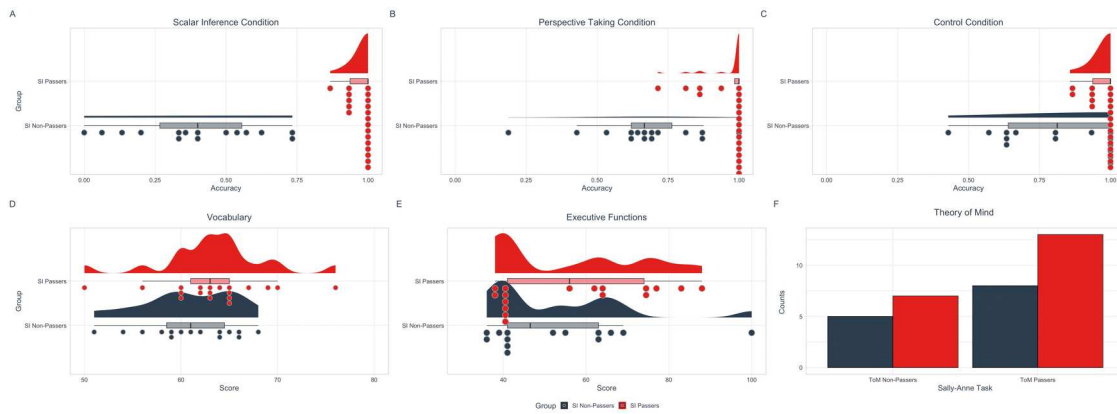 A
Scalar Inference Condition
Group
SI Passers
SI Non-Passers
0.00 0.25 0.50 0.75 1.00
Accuracy
B
Perspective Taking Condition
SI Passers
SI Non-Passers
0.00 0.25 0.50 0.75 1.00
Accuracy
C
Control Condition
SI Passers
SI Non-Passers
0.00 0.25 0.50 0.75 1.00
Accuracy
D
Vocabulary
Group
SI Passers
SI Non-Passers
50 60 70 80
Score
E
Executive Functions
SI Passers
SI Non-Passers
40 60 80 100
Score
F
Theory of Mind
Counts
10
5
0
ToM Non-Passers ToM Passers
Sally-Anne Task
Group SI Non-Passers SI Passers